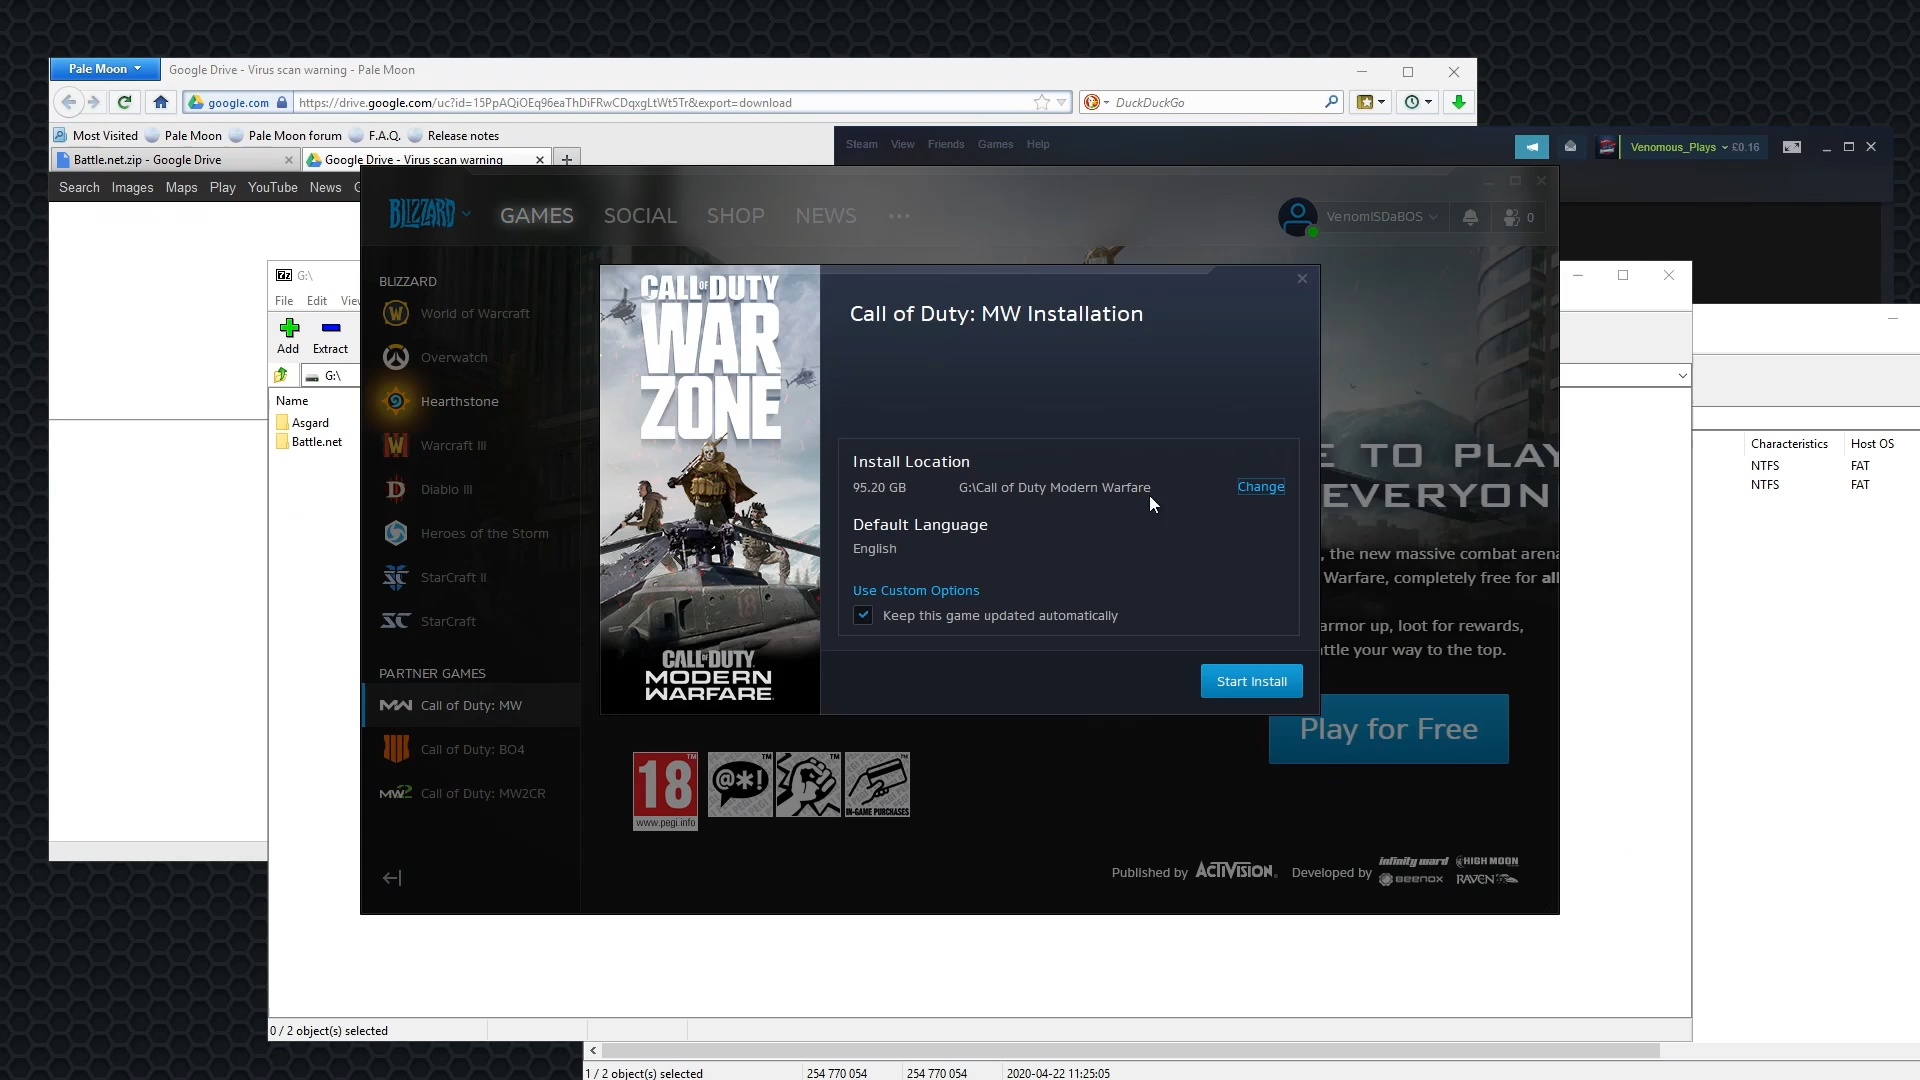 Pale Moon
Google Drive - Virus scan warning - Pale Moon
google.com
https://drive.google.com/uc?id=15PpAQiOEq96eaThDiFRwCDqxgLtWt5Tr&export=download
DuckDuckGo
Most Visited
Pale Moon
Pale Moon forum
F.A.Q.
Release notes
Battle.net.zip - Google Drive
Google Drive - Virus scan warning
Steam
View
Friends
Games
Help
Venomous_Plays
£0.16
Search
Images
Maps
Play
YouTube
News
G
BLIZZARD
GAMES
SOCIAL
SHOP
NEWS
VenomISDaBOS
0
7z
G:\
File
Edit
Vie
Add
Extract
G:\
Name
Asgard
Battle.net
BLIZZARD
World of Warcraft
Overwatch
Hearthstone
Warcraft III
Diablo III
Heroes of the Storm
StarCraft II
StarCraft
PARTNER GAMES
Call of Duty: MW
Call of Duty: BO4
Call of Duty: MW2CR
CALL OF DUTY
WAR
ZONE
CALL OF DUTY
MODERN
WARFARE
Call of Duty: MW Installation
Install Location
95.20 GB
G:\Call of Duty Modern Warfare
Change
Default Language
English
Use Custom Options
Keep this game updated automatically
Start Install
E TO PLAY
EVERYON
, the new massive combat arena
Warfare, completely free for all
armor up, loot for rewards,
ttle your way to the top.
Play for Free
18
www.pegi.info
@*!
IN-GAME PURCHASES
Published by
ACTIVISION
Developed by
infinity ward
HIGH MOON
BEENOX
RAVEN
Characteristics
Host OS
NTFS
FAT
NTFS
FAT
0 / 2 object(s) selected
1 / 2 object(s) selected
254 770 054
254 770 054
2020-04-22 11:25:05